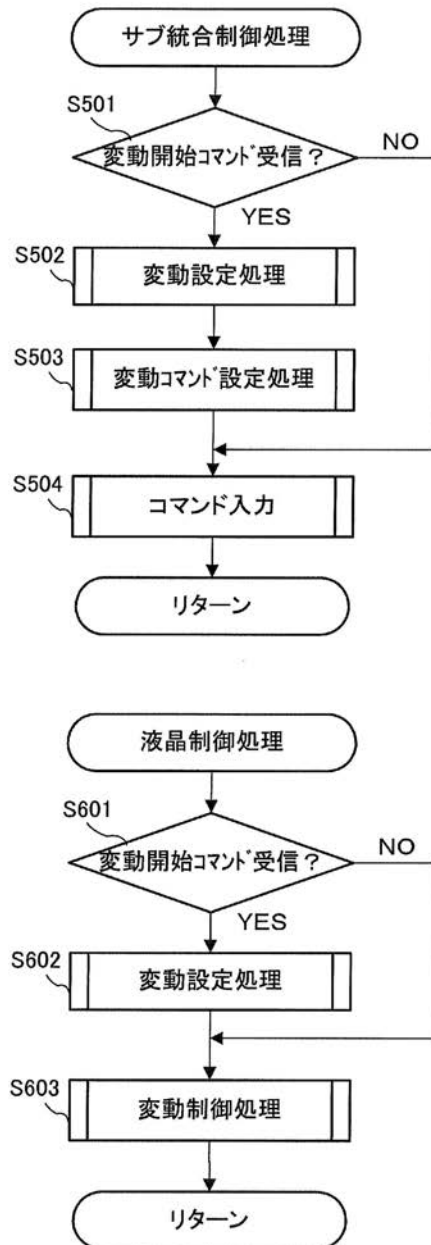 サブ統合制御処理
S501
変動開始コマンド受信？
NO
YES
S502
変動設定処理
S503
変動コマンド設定処理
S504
コマンド入力
リターン
液晶制御処理
S601
変動開始コマンド受信？
NO
YES
S602
変動設定処理
S603
変動制御処理
リターン